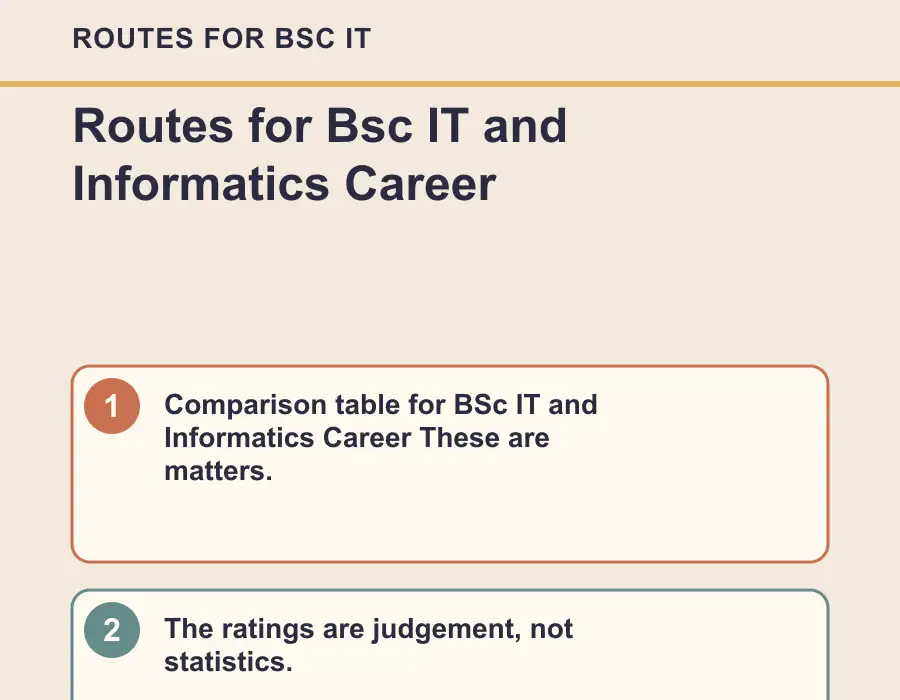 ROUTES FOR BSC IT
Routes for Bsc IT and
Informatics Career
1
Comparison table for BSc IT and
Informatics Career These are
matters.
2
The ratings are judgement, not
statistics.